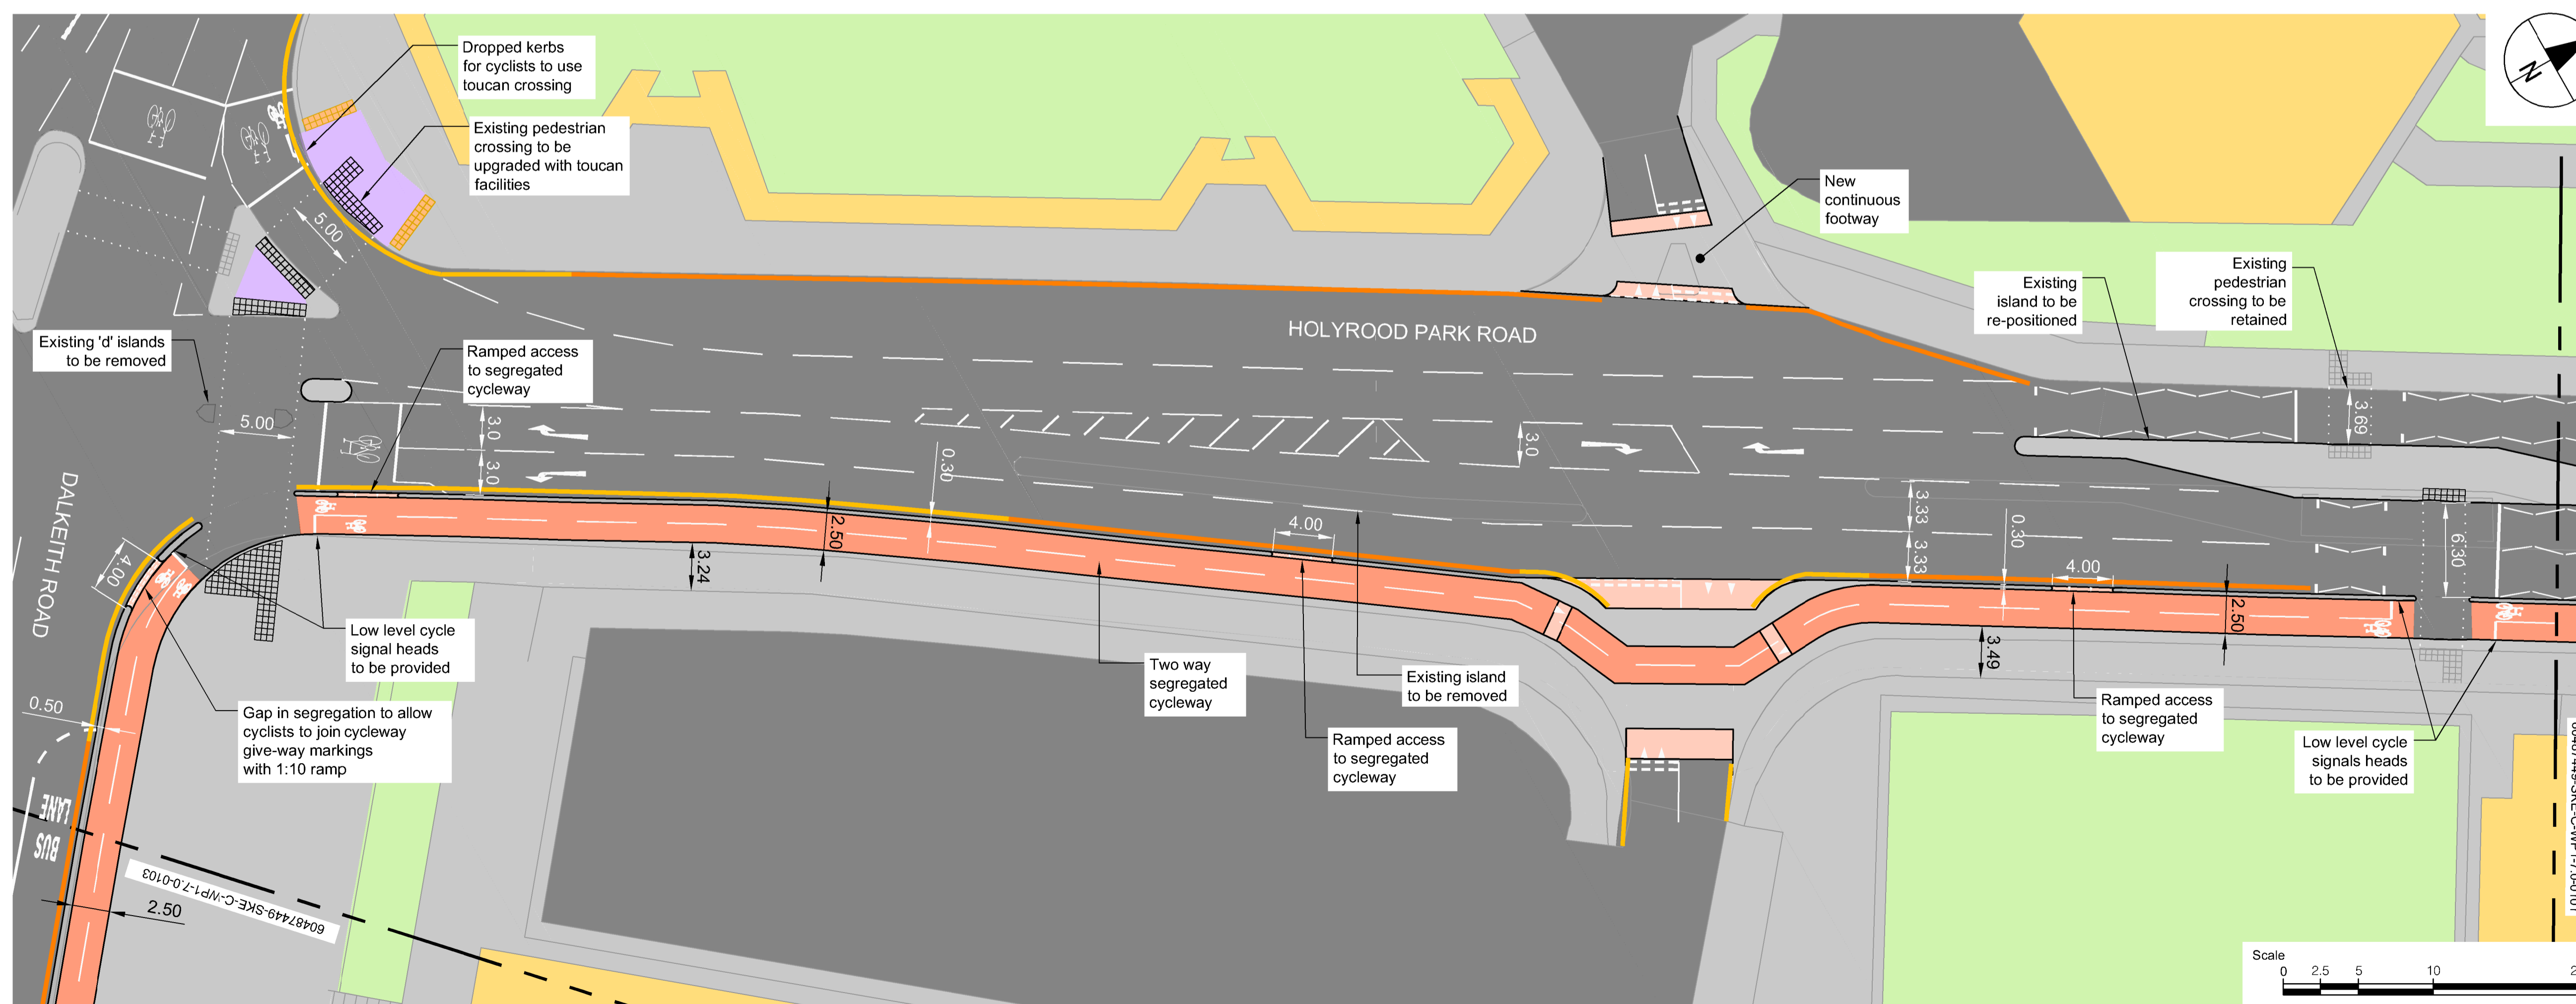 Dropped kerbs
for cyclists to use
toucan crossing
Existing pedestrian
crossing to be
upgraded with toucan
facilities
5.00
New
continuous
footway
N
Existing
island to be
re-positioned
Existing
pedestrian
crossing to be
retained
HOLYROOD PARK ROAD
Existing 'd' islands
to be removed
Ramped access
to segregated
cycleway
5.00
3.0
3.0
0.30
3.0
3.69
3.33
3.33
0.30
6.30
4.00
4.00
2.50
3.24
2.50
3.49
DALKEITH ROAD
4.00
0.50
Low level cycle
signal heads
to be provided
Gap in segregation to allow
cyclists to join cycleway
give-way markings
with 1:10 ramp
Two way
segregated
cycleway
Existing island
to be removed
Ramped access
to segregated
cycleway
Ramped access
to segregated
cycleway
Low level cycle
signals heads
to be provided
BUS
LANE
60487449-SKE-C-WP1-7.0-0103
2.50
Scale
0 2.5 5 10